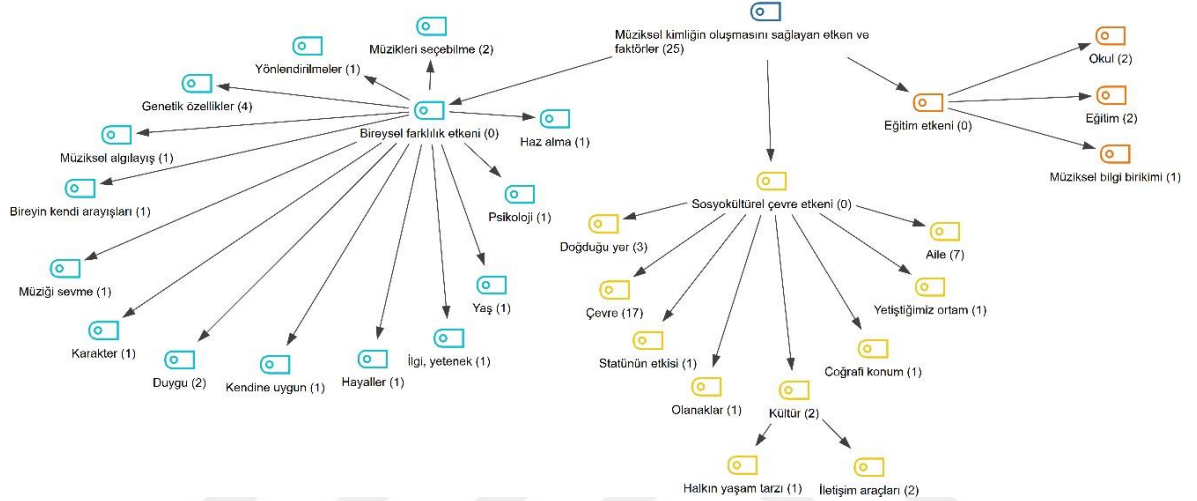 Müziksel kimliğin oluşmasını sağlayan etken ve
faktörler (25)
Müzikleri seçebilme (2)
Yönlendirilmeler (1)
Genetik özellikler (4)
Bireysel farklılık etkeni (0)
Haz alma (1)
Müziksel algılayış (1)
Bireyin kendi arayışları (1)
Psikoloji (1)
Müziği sevme (1)
Yaş (1)
Karakter (1)
Duygu (2)
Kendine uygun (1)
Hayaller (1)
İlgi, yetenek (1)
Eğitim etkeni (0)
Okul (2)
Eğitim (2)
Müziksel bilgi birikimi (1)
Sosyokültürel çevre etkeni (0)
Doğduğu yer (3)
Aile (7)
Çevre (17)
Yetiştiğimiz ortam (1)
Statünün etkisi (1)
Coğrafi konum (1)
Olanaklar (1)
Kültür (2)
Halkın yaşam tarzı (1)
İletişim araçları (2)